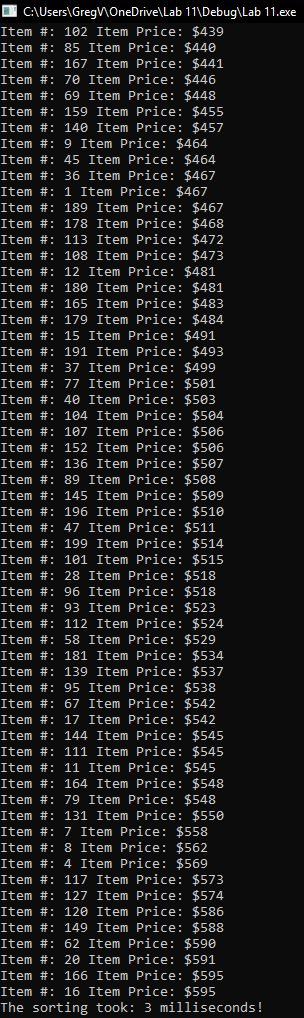 C:\Users\GregV\OneDrive\Lab 11\Debug\Lab 11.exe
Item #: 102 Item Price: $439
Item #: 85 Item Price: $440
Item #: 167 Item Price: $441
Item #: 70 Item Price: $446
Item #: 69 Item Price: $448
Item #: 159 Item Price: $455
Item #: 140 Item Price: $457
Item #: 9 Item Price: $464
Item #: 45 Item Price: $464
Item #: 36 Item Price: $467
Item #: 1 Item Price: $467
Item #: 189 Item Price: $467
Item #: 178 Item Price: $468
Item #: 113 Item Price: $472
Item #: 108 Item Price: $473
Item #: 12 Item Price: $481
Item #: 180 Item Price: $481
Item #: 165 Item Price: $483
Item #: 179 Item Price: $484
Item #: 15 Item Price: $491
Item #: 191 Item Price: $493
Item #: 37 Item Price: $499
Item #: 77 Item Price: $501
Item #: 40 Item Price: $503
Item #: 104 Item Price: $504
Item #: 107 Item Price: $506
Item #: 152 Item Price: $506
Item #: 136 Item Price: $507
Item #: 89 Item Price: $508
Item #: 145 Item Price: $509
Item #: 196 Item Price: $510
Item #: 47 Item Price: $511
Item #: 199 Item Price: $514
Item #: 101 Item Price: $515
Item #: 28 Item Price: $518
Item #: 96 Item Price: $518
Item #: 93 Item Price: $523
Item #: 112 Item Price: $524
Item #: 58 Item Price: $529
Item #: 181 Item Price: $534
Item #: 139 Item Price: $537
Item #: 95 Item Price: $538
Item #: 67 Item Price: $542
Item #: 17 Item Price: $542
Item #: 144 Item Price: $545
Item #: 111 Item Price: $545
Item #: 11 Item Price: $545
Item #: 164 Item Price: $548
Item #: 79 Item Price: $548
Item #: 131 Item Price: $550
Item #: 7 Item Price: $558
Item #: 8 Item Price: $562
Item #: 4 Item Price: $569
Item #: 117 Item Price: $573
Item #: 127 Item Price: $574
Item #: 120 Item Price: $586
Item #: 149 Item Price: $588
Item #: 62 Item Price: $590
Item #: 20 Item Price: $591
Item #: 166 Item Price: $595
Item #: 16 Item Price: $595
The sorting took: 3 milliseconds!